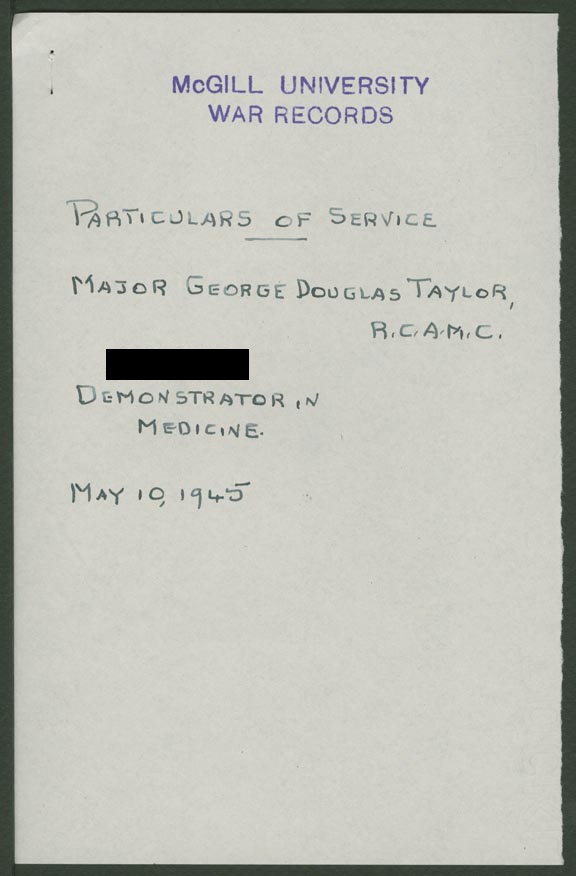 McGILL UNIVERSITY
WAR RECORDS
PARTICULARS OF SERVICE
MAJOR GEORGE DOUGLAS TAYLOR,
R.C.A.M.C.
DEMONSTRATOR IN
MEDICINE.
MAY 10, 1945